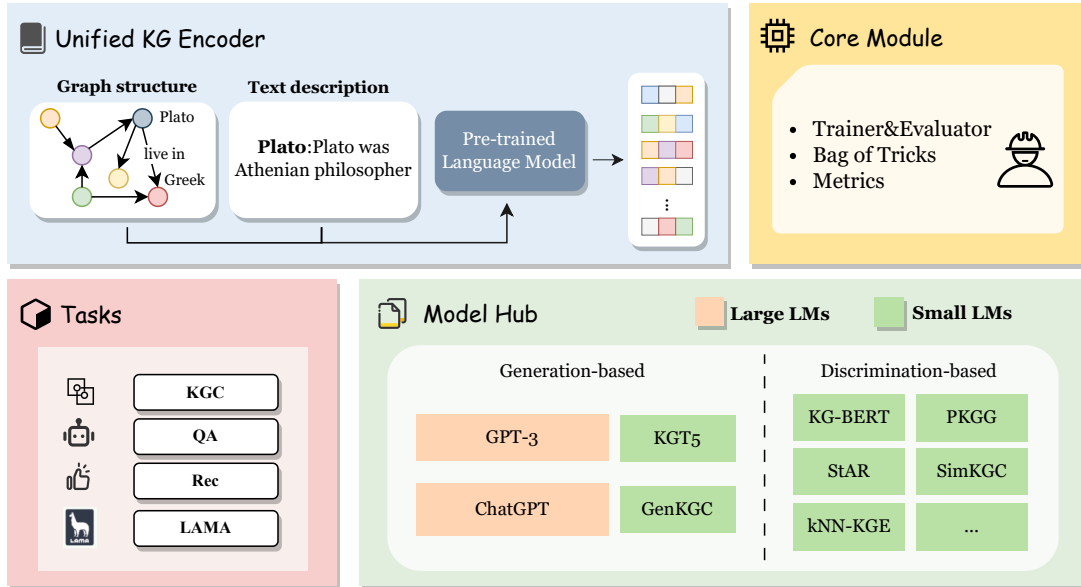 Unified KG Encoder
Graph structure
Text description
Plato
live in
Greek
Plato:Plato was
Athenian philosopher
Pre-trained
Language Model
Core Module
• Trainer&Evaluator
• Bag of Tricks
• Metrics
Tasks
KGC
QA
Rec
LAMA
LAMA
Model Hub
Large LMs
Small LMs
Generation-based
GPT-3
KGT5
ChatGPT
GenKGC
Discrimination-based
KG-BERT
PKGG
StAR
SimKGC
kNN-KGE
...